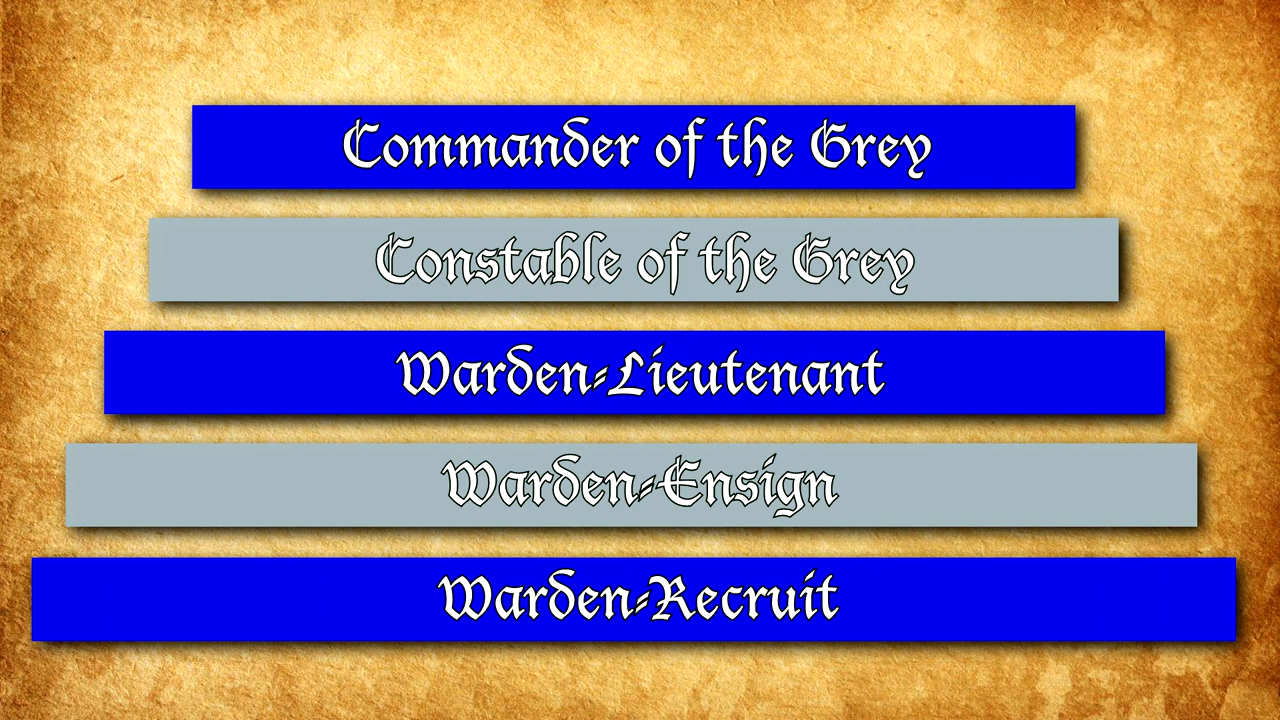 Commander of the Grey
Constable of the Grey
Warden-Lieutenant
Warden-Ensign
Warden-Recruit